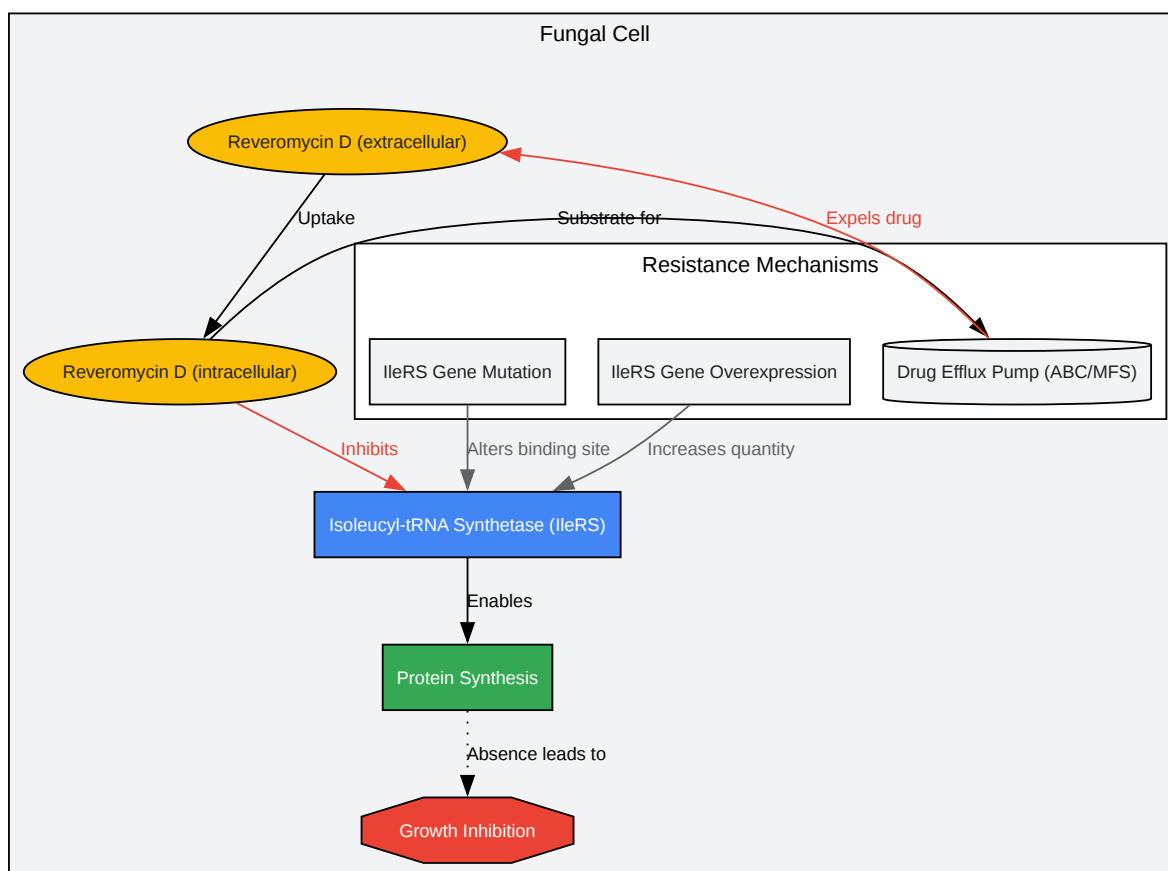 Fungal Cell
Reveromycin D (extracellular)
Uptake
Substrate for
Expels drug
Resistance Mechanisms
Reveromycin D (intracellular)
IleRS Gene Mutation
IleRS Gene Overexpression
Drug Efflux Pump (ABC/MFS)
Inhibits
Alters binding site
Increases quantity
Isoleucyl-tRNA Synthetase (IleRS)
Enables
Protein Synthesis
Absence leads to
Growth Inhibition